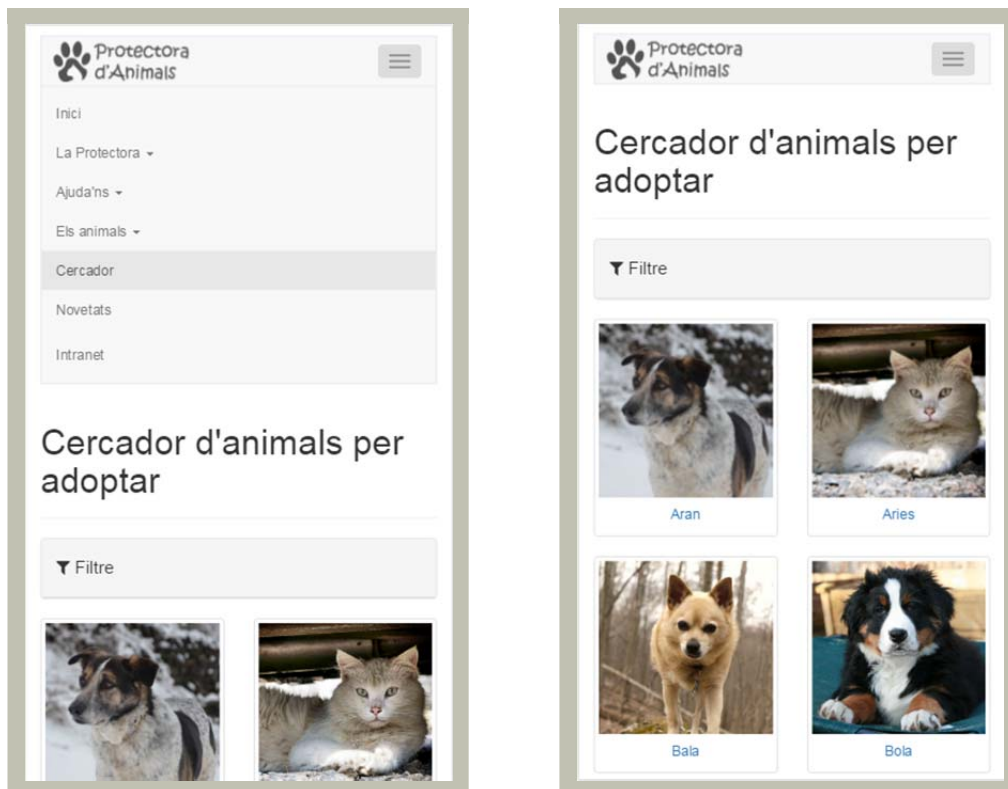 Protectora
d'Animals
Inici
La Protectora
Ajuda'ns
Els animals
Cercador
Novetats
Intranet
Cercador d'animals per
adoptar
Filtre
Protectora
d'Animals
Cercador d'animals per
adoptar
Filtre
Aran
Aries
Bala
Bola